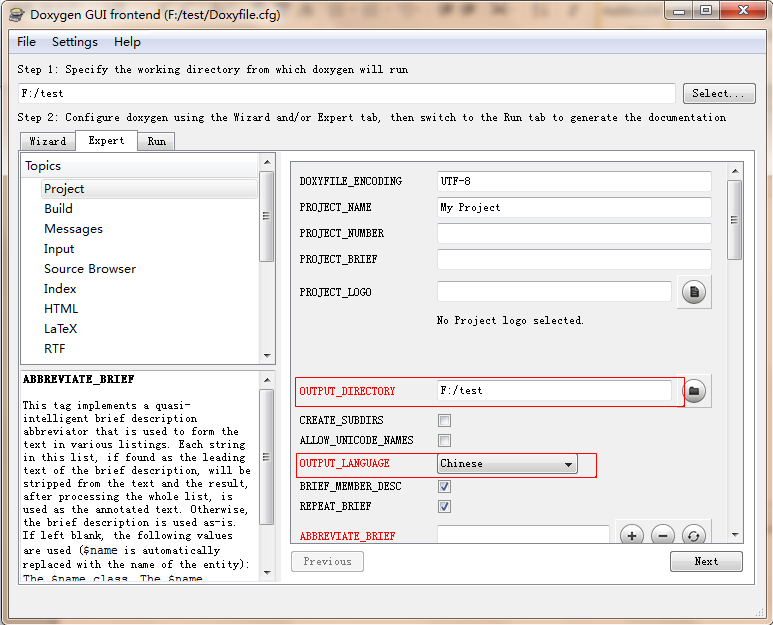 Doxygen GUI frontend (F:/test/Doxyfile.cfg)
File Settings Help
Step 1: Specify the working directory from which doxygen will run
F:/test
Select...
Step 2: Configure doxygen using the Wizard and/or Expert tab, then switch to the Run tab to generate the documentation
Wizard Expert Run
Topics
Project
Build
Messages
Input
Source Browser
Index
HTML
LaTeX
RTF
ABBREVIATE_BRIEF
This tag implements a quasi-
intelligent brief description
abbreviator that is used to form the
text in various listings. Each string
in this list, if found as the leading
text of the brief description, will be
stripped from the text and the result,
after processing the whole list, is
used as the annotated text. Otherwise,
the brief description is used as-is.
If left blank, the following values
are used ($name is automatically
replaced with the name of the entity):
The $name class, The $name
DOXYFILE_ENCODING UTF-8
PROJECT_NAME My Project
PROJECT_NUMBER
PROJECT_BRIEF
PROJECT_LOGO
No Project logo selected.
OUTPUT_DIRECTORY F:/test
CREATE_SUBDIRS
ALLOW_UNICODE_NAMES
OUTPUT_LANGUAGE Chinese
BRIEF_MEMBER_DESC
REPEAT_BRIEF
ABBREVIATE_BRIEF
Previous Next